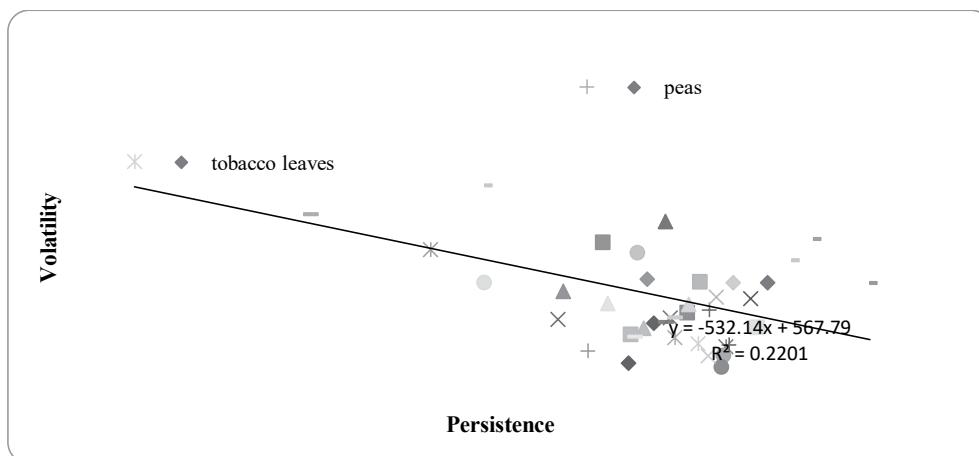 peas
tobacco leaves
Volatility
y = -532.14x + 567.79
R² = 0.2201
Persistence